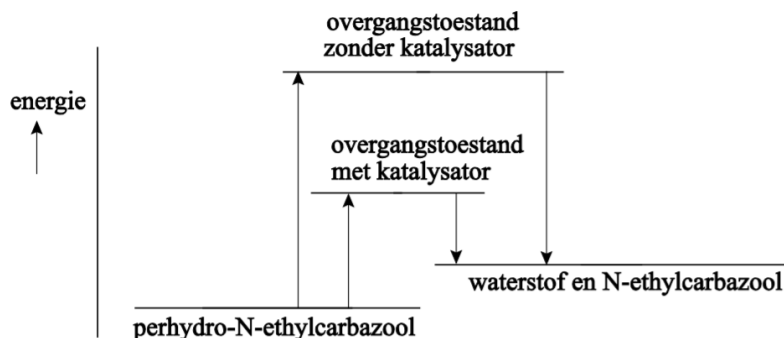 overgangstoestand
zonder katalysator
energie
overgangstoestand
met katalysator
waterstof en N-ethylcarbazool
perhydro-N-ethylcarbazool